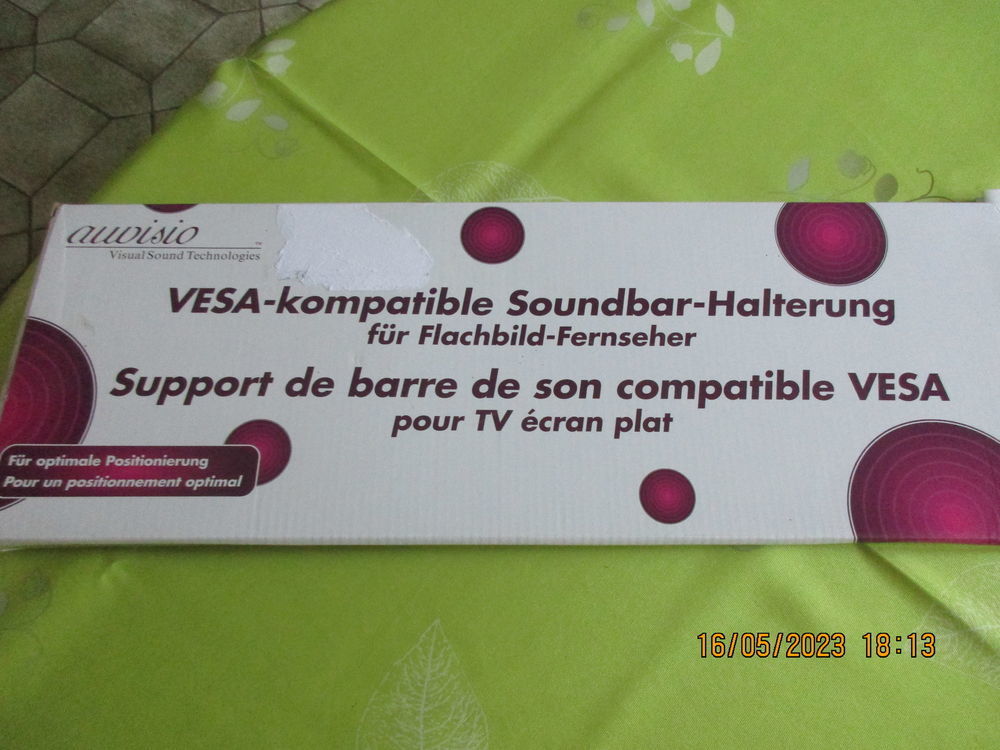 auvisio™
Visual Sound Technologies
VESA-kompatible Soundbar-Halterung
für Flachbild-Fernseher
Support de barre de son compatible VESA
pour TV écran plat
Für optimale Positionierung
Pour un positionnement optimal
16/05/2023 18:13